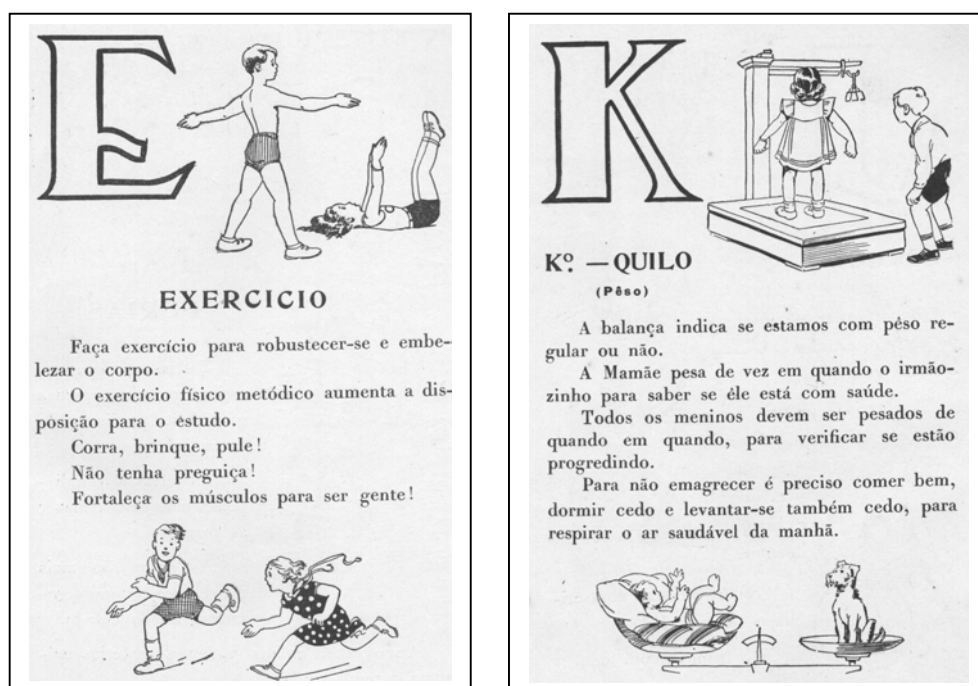 E
EXERCICIO
Faça exercício para robustecer-se e embe-
lezar o corpo.
O exercício físico metódico aumenta a dis-
posição para o estudo.
Corra, brinque, pule!
Não tenha preguiça!
Fortaleça os músculos para ser gente!
K
Kº. — QUILO
(Pêso)
A balança indica se estamos com pêso re-
gular ou não.
A Mamãe pesa de vez em quando o irmão-
zinho para saber se êle está com saúde.
Todos os meninos devem ser pesados de
quando em quando, para verificar se estão
progredindo.
Para não emagrecer é preciso comer bem,
dormir cedo e levantar-se também cedo, para
respirar o ar saudável da manhã.